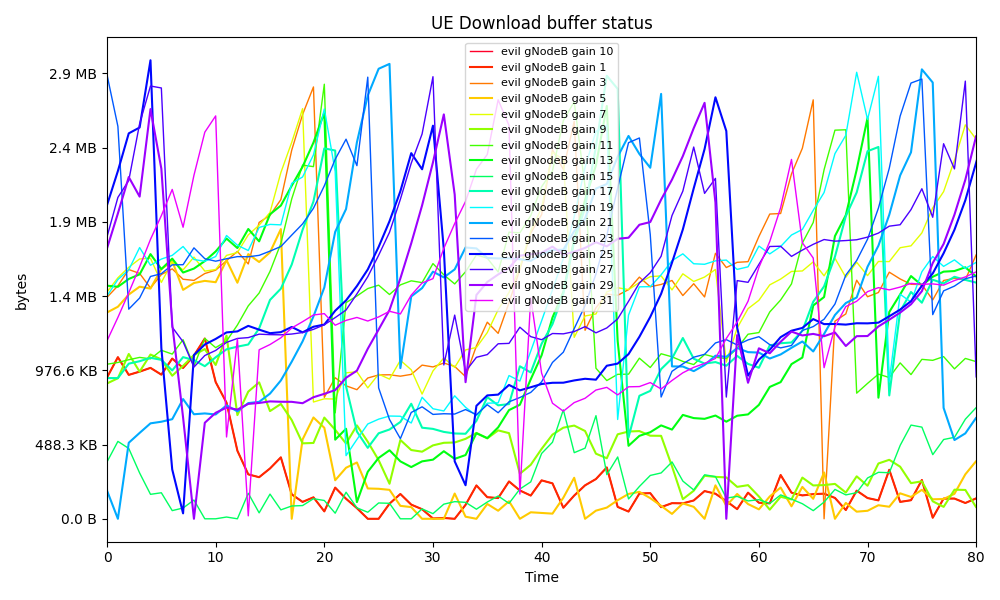 UE Download buffer status
bytes
2.9 MB
2.4 MB
1.9 MB
1.4 MB
976.6 KB
488.3 KB
0.0 B
evil gNodeB gain 10
evil gNodeB gain 1
evil gNodeB gain 3
evil gNodeB gain 5
evil gNodeB gain 7
evil gNodeB gain 9
evil gNodeB gain 11
evil gNodeB gain 13
evil gNodeB gain 15
evil gNodeB gain 17
evil gNodeB gain 19
evil gNodeB gain 21
evil gNodeB gain 23
evil gNodeB gain 25
evil gNodeB gain 27
evil gNodeB gain 29
evil gNodeB gain 31
0 10 20 30 40 50 60 70 80
Time